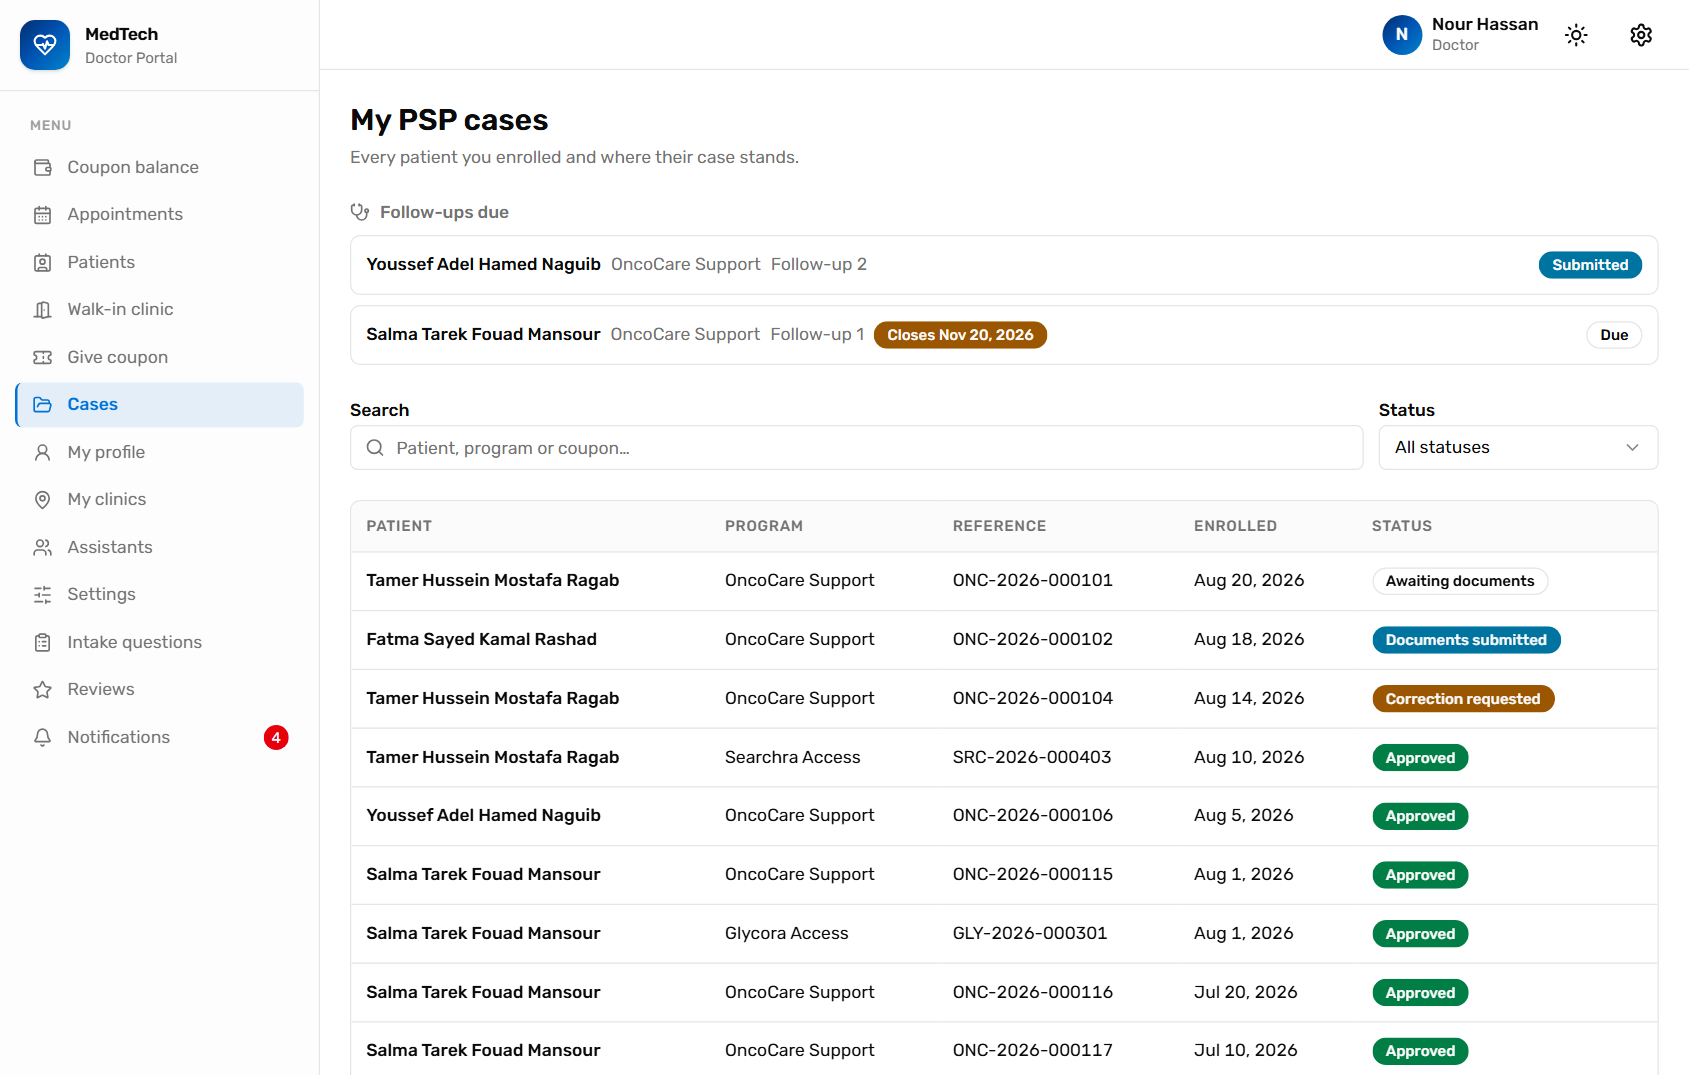 MedTech
Doctor Portal
MENU
Coupon balance
Appointments
Patients
Walk-in clinic
Give coupon
Cases
My profile
My clinics
Assistants
Settings
Intake questions
Reviews
Notifications 4
N Nour Hassan
Doctor
My PSP cases
Every patient you enrolled and where their case stands.
Follow-ups due
Youssef Adel Hamed Naguib OncoCare Support Follow-up 2 Submitted
Salma Tarek Fouad Mansour OncoCare Support Follow-up 1 Closes Nov 20, 2026 Due
Search Status
Patient, program or coupon... All statuses
PATIENT PROGRAM REFERENCE ENROLLED STATUS
Tamer Hussein Mostafa Ragab OncoCare Support ONC-2026-000101 Aug 20, 2026 Awaiting documents
Fatma Sayed Kamal Rashad OncoCare Support ONC-2026-000102 Aug 18, 2026 Documents submitted
Tamer Hussein Mostafa Ragab OncoCare Support ONC-2026-000104 Aug 14, 2026 Correction requested
Tamer Hussein Mostafa Ragab Searchra Access SRC-2026-000403 Aug 10, 2026 Approved
Youssef Adel Hamed Naguib OncoCare Support ONC-2026-000106 Aug 5, 2026 Approved
Salma Tarek Fouad Mansour OncoCare Support ONC-2026-000115 Aug 1, 2026 Approved
Salma Tarek Fouad Mansour Glycora Access GLY-2026-000301 Aug 1, 2026 Approved
Salma Tarek Fouad Mansour OncoCare Support ONC-2026-000116 Jul 20, 2026 Approved
Salma Tarek Fouad Mansour OncoCare Support ONC-2026-000117 Jul 10, 2026 Approved